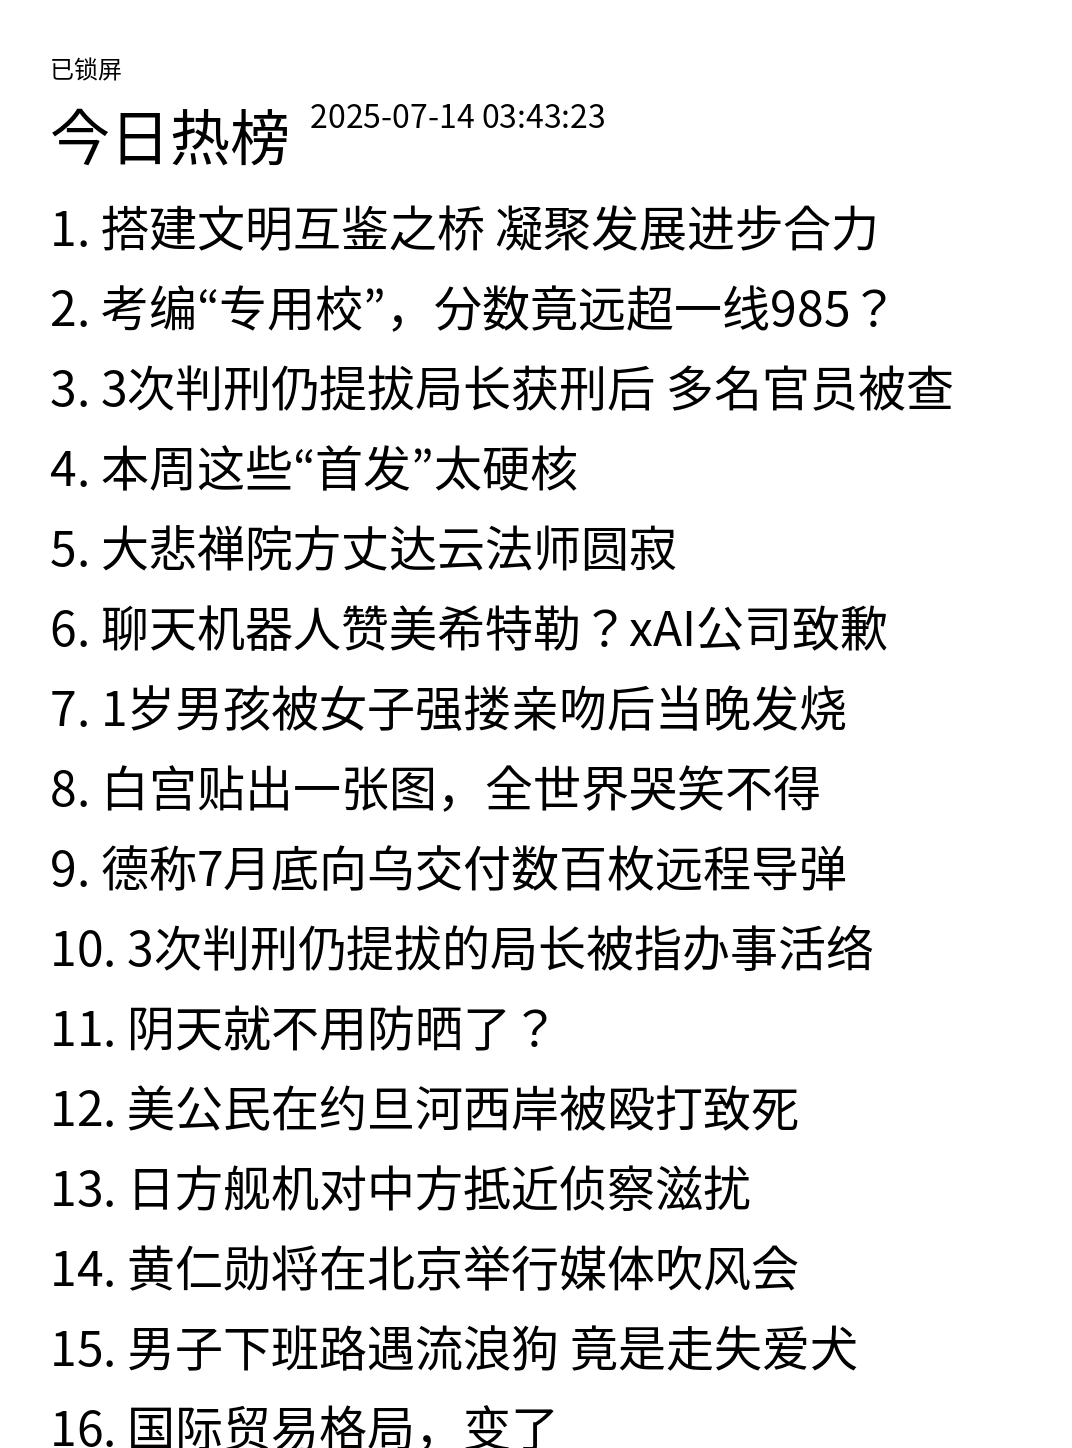 已锁屏
今日热榜 2025-07-14 03:43:23
1. 搭建文明互鉴之桥 凝聚发展进步合力
2. 考编“专用校”，分数竟远超一线985？
3. 3次判刑仍提拔局长获刑后 多名官员被查
4. 本周这些“首发”太硬核
5. 大悲禅院方丈达云法师圆寂
6. 聊天机器人赞美希特勒？xAI公司致歉
7. 1岁男孩被女子强搂亲吻后当晚发烧
8. 白宫贴出一张图，全世界哭笑不得
9. 德称7月底向乌交付数百枚远程导弹
10. 3次判刑仍提拔的局长被指办事活络
11. 阴天就不用防晒了？
12. 美公民在约旦河西岸被殴打致死
13. 日方舰机对中方抵近侦察滋扰
14. 黄仁勋将在北京举行媒体吹风会
15. 男子下班路遇流浪狗 竟是走失爱犬
16. 国际贸易格局，变了